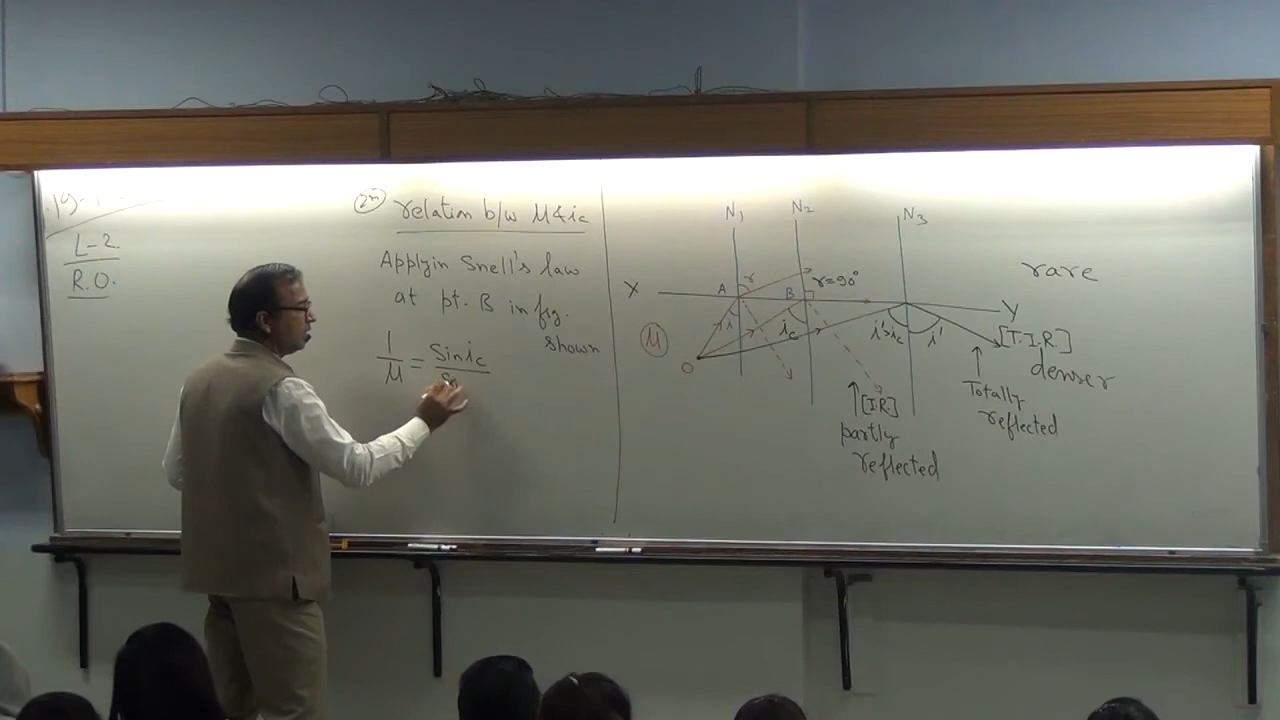 L-2.
R.O.
2ⁿ
relation b/w μ & ic
Applyin Snell's law
at pt. B in fig.
shown
1/μ = Sin ic / S
N1
N2
N3
X
A
r
B
r=90°
Y
rare
μ
i
ic
i'>ic
i'
[T.I.R.]
denser
O
[I.R.]
partly
reflected
Totally
reflected